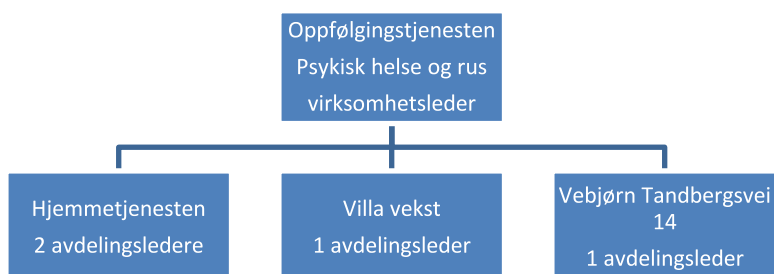 Oppfølgingstjenesten
Psykisk helse og rus
virksomhetsleder
Hjemmetjenesten
2 avdelingsledere
Villa vekst
1 avdelingsleder
Vebjørn Tandbergsvei
14
1 avdelingsleder